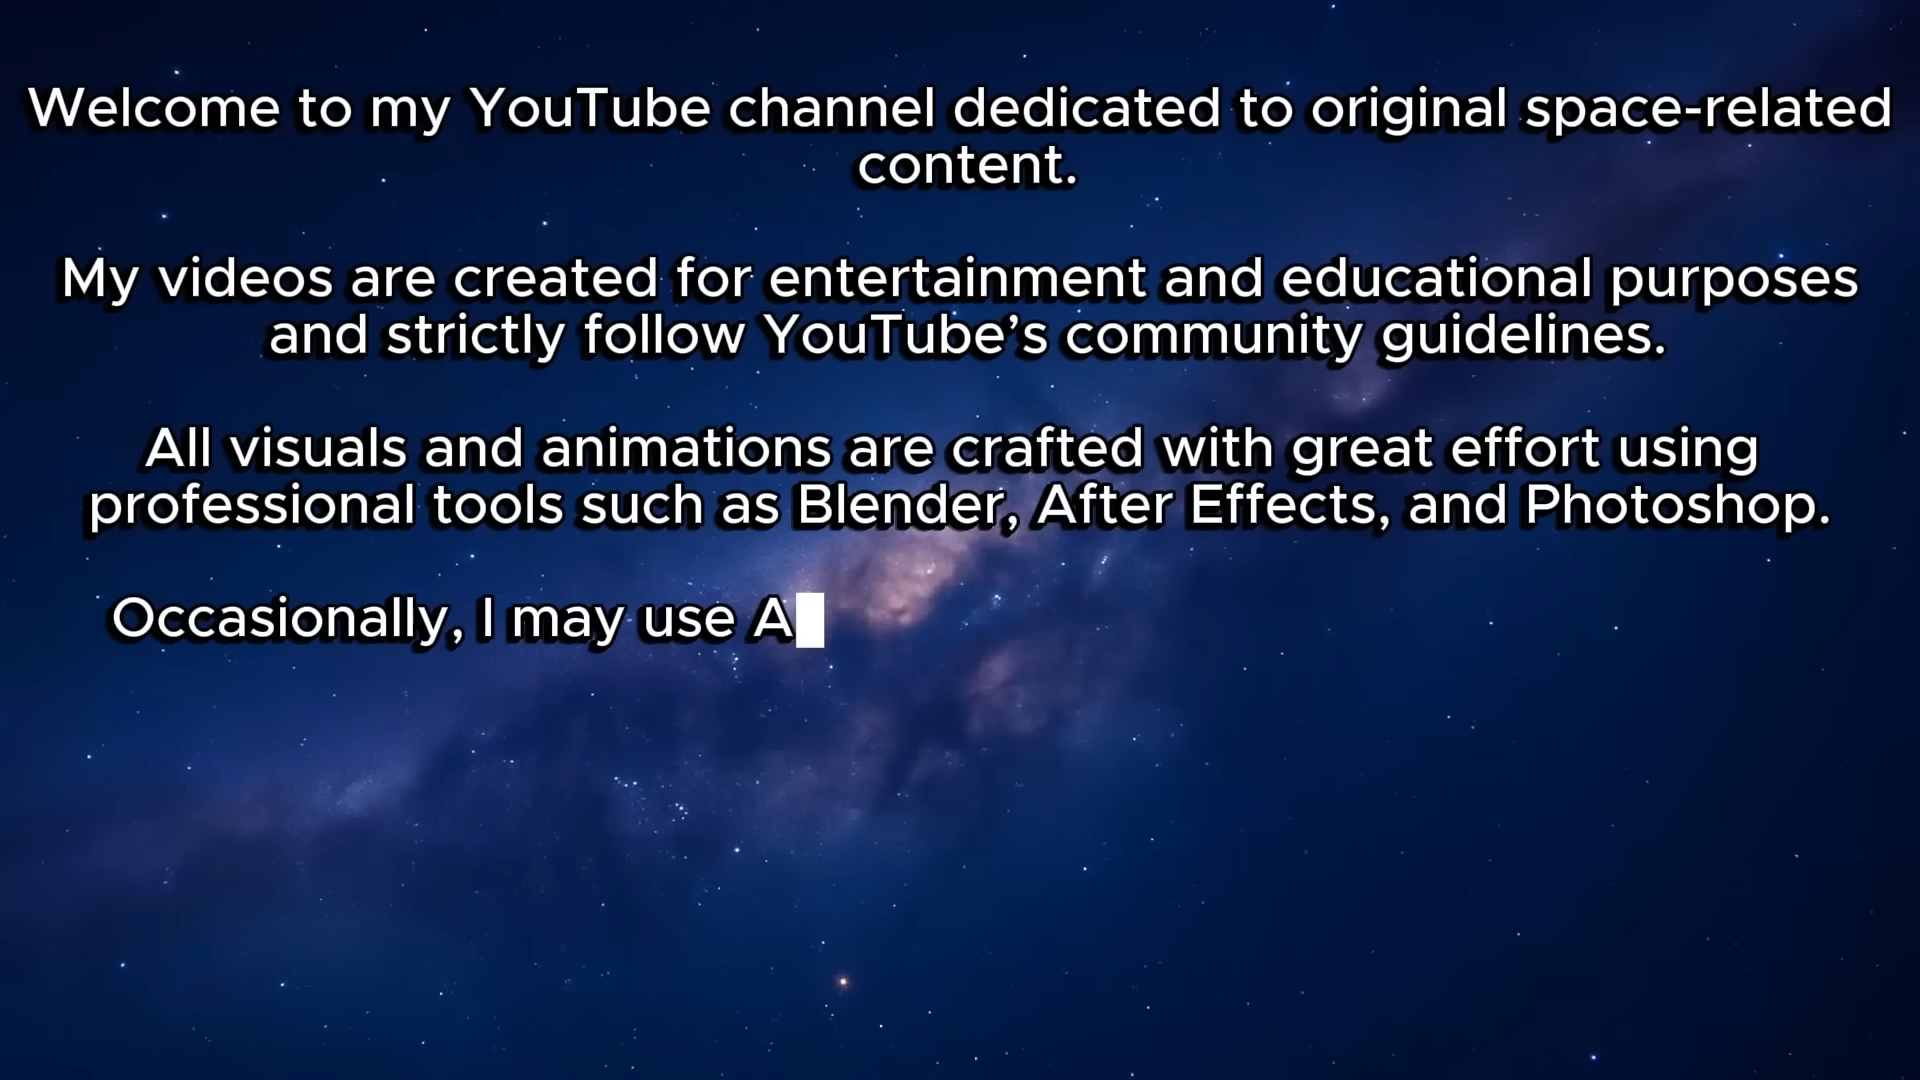 Welcome to my YouTube channel dedicated to original space-related
content.
My videos are created for entertainment and educational purposes
and strictly follow YouTube’s community guidelines.
All visuals and animations are crafted with great effort using
professional tools such as Blender, After Effects, and Photoshop.
Occasionally, I may use A